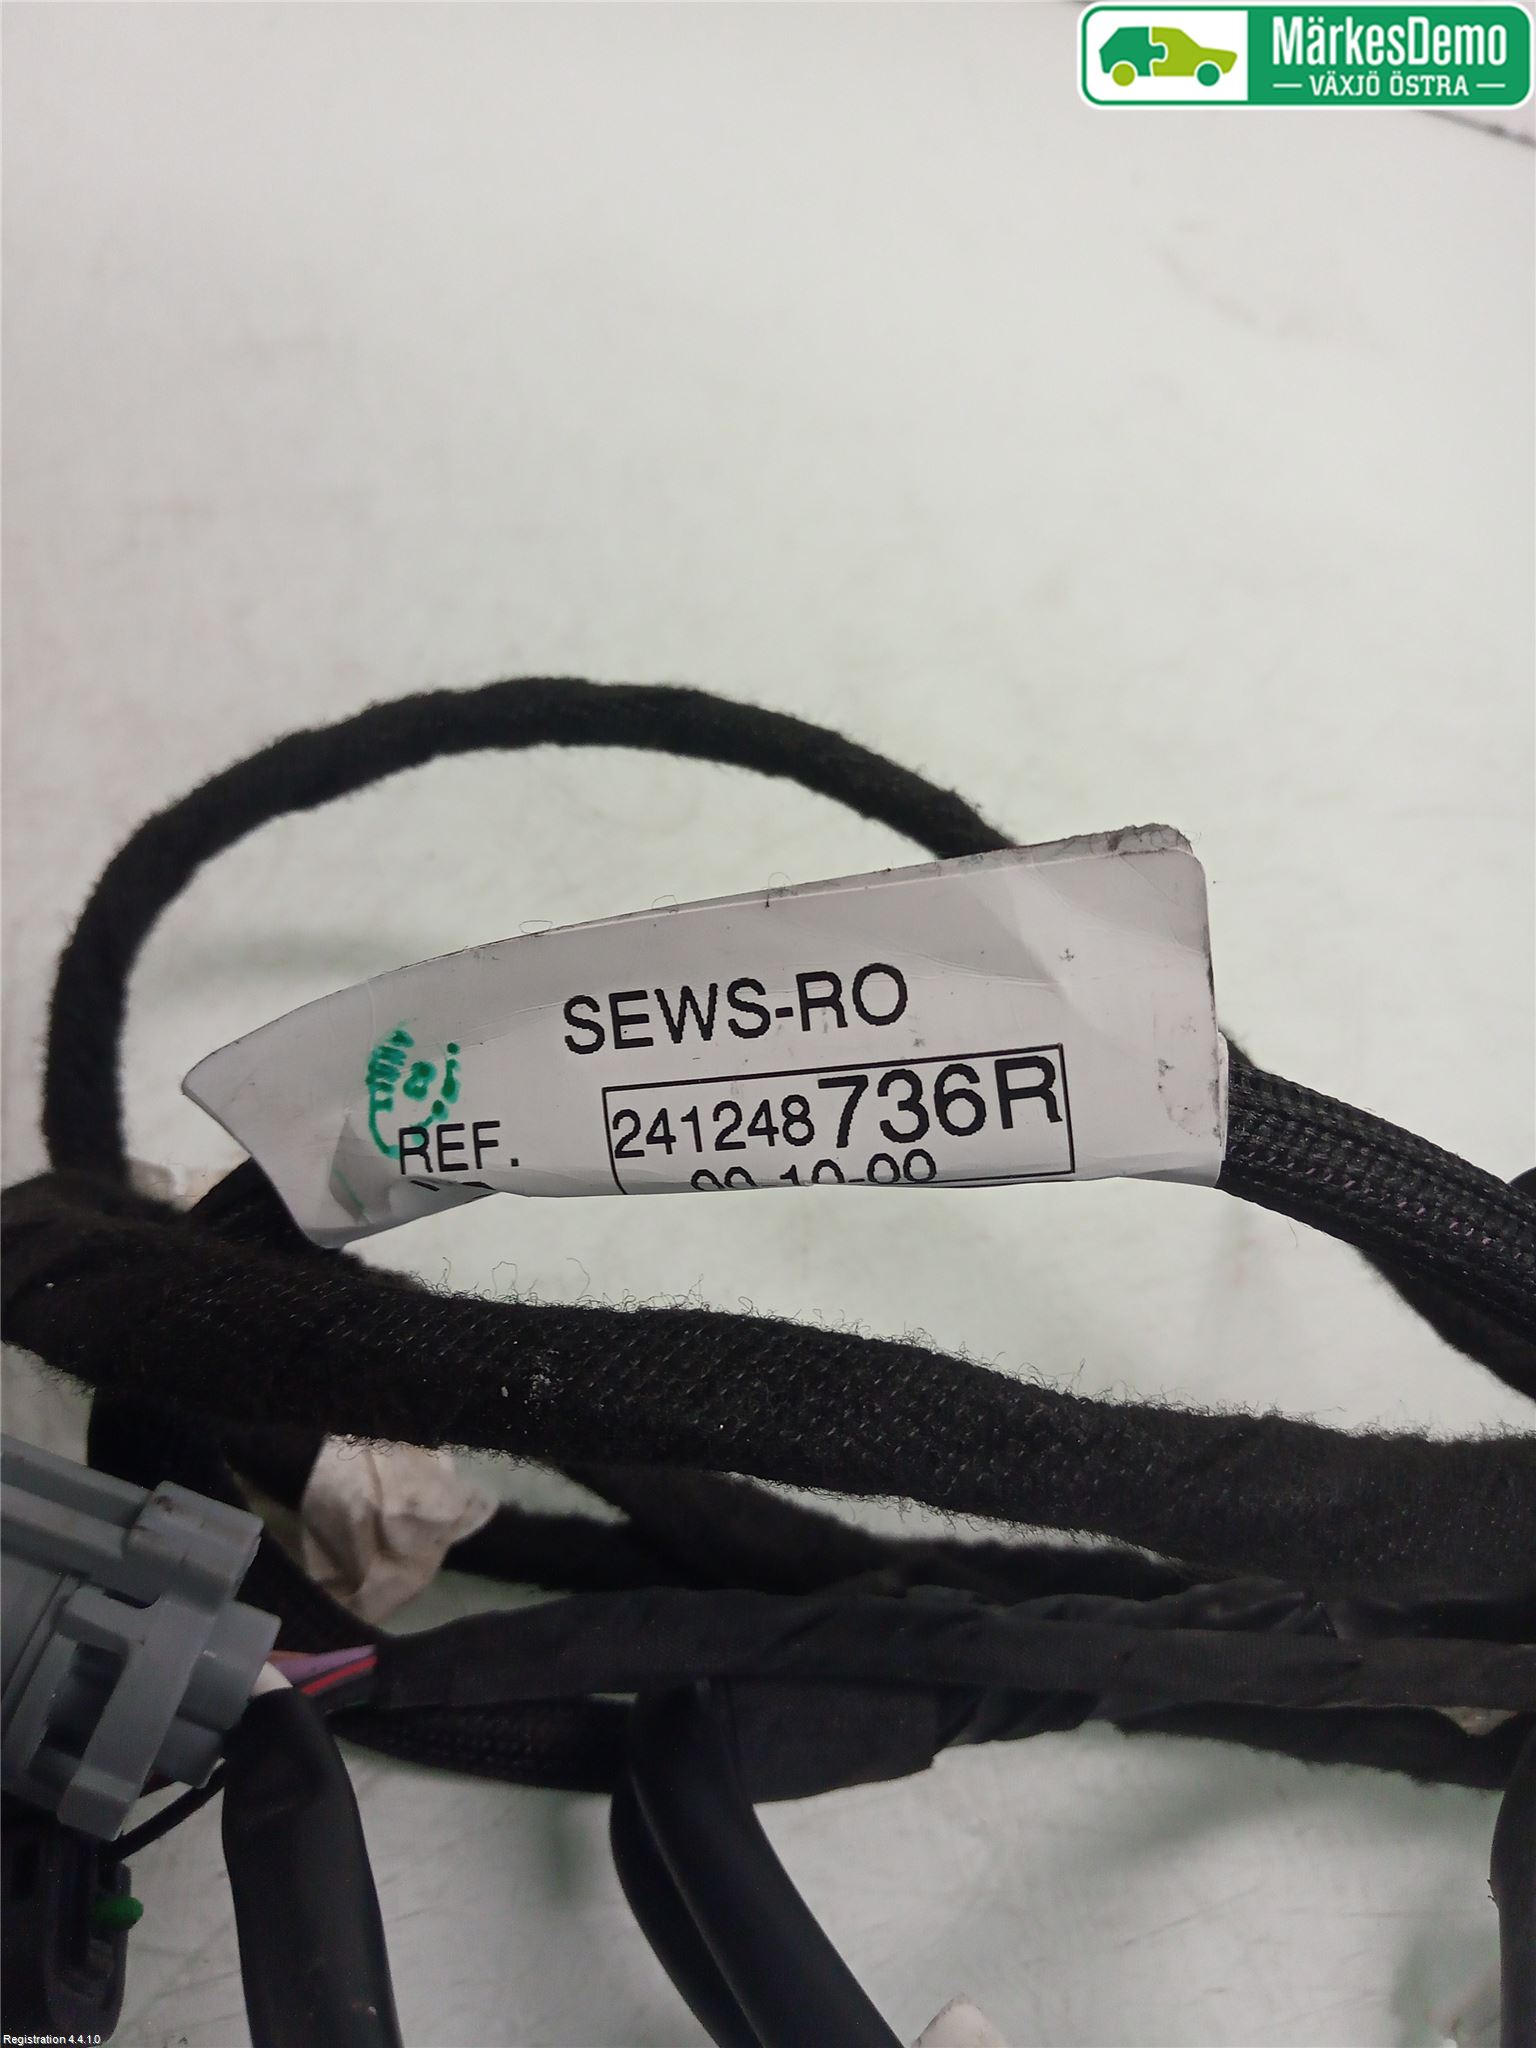 MärkesDemo
VÄXJÖ ÖSTRA
SEWS-RO
REF. 241248736R
Registration 4.4.1.0